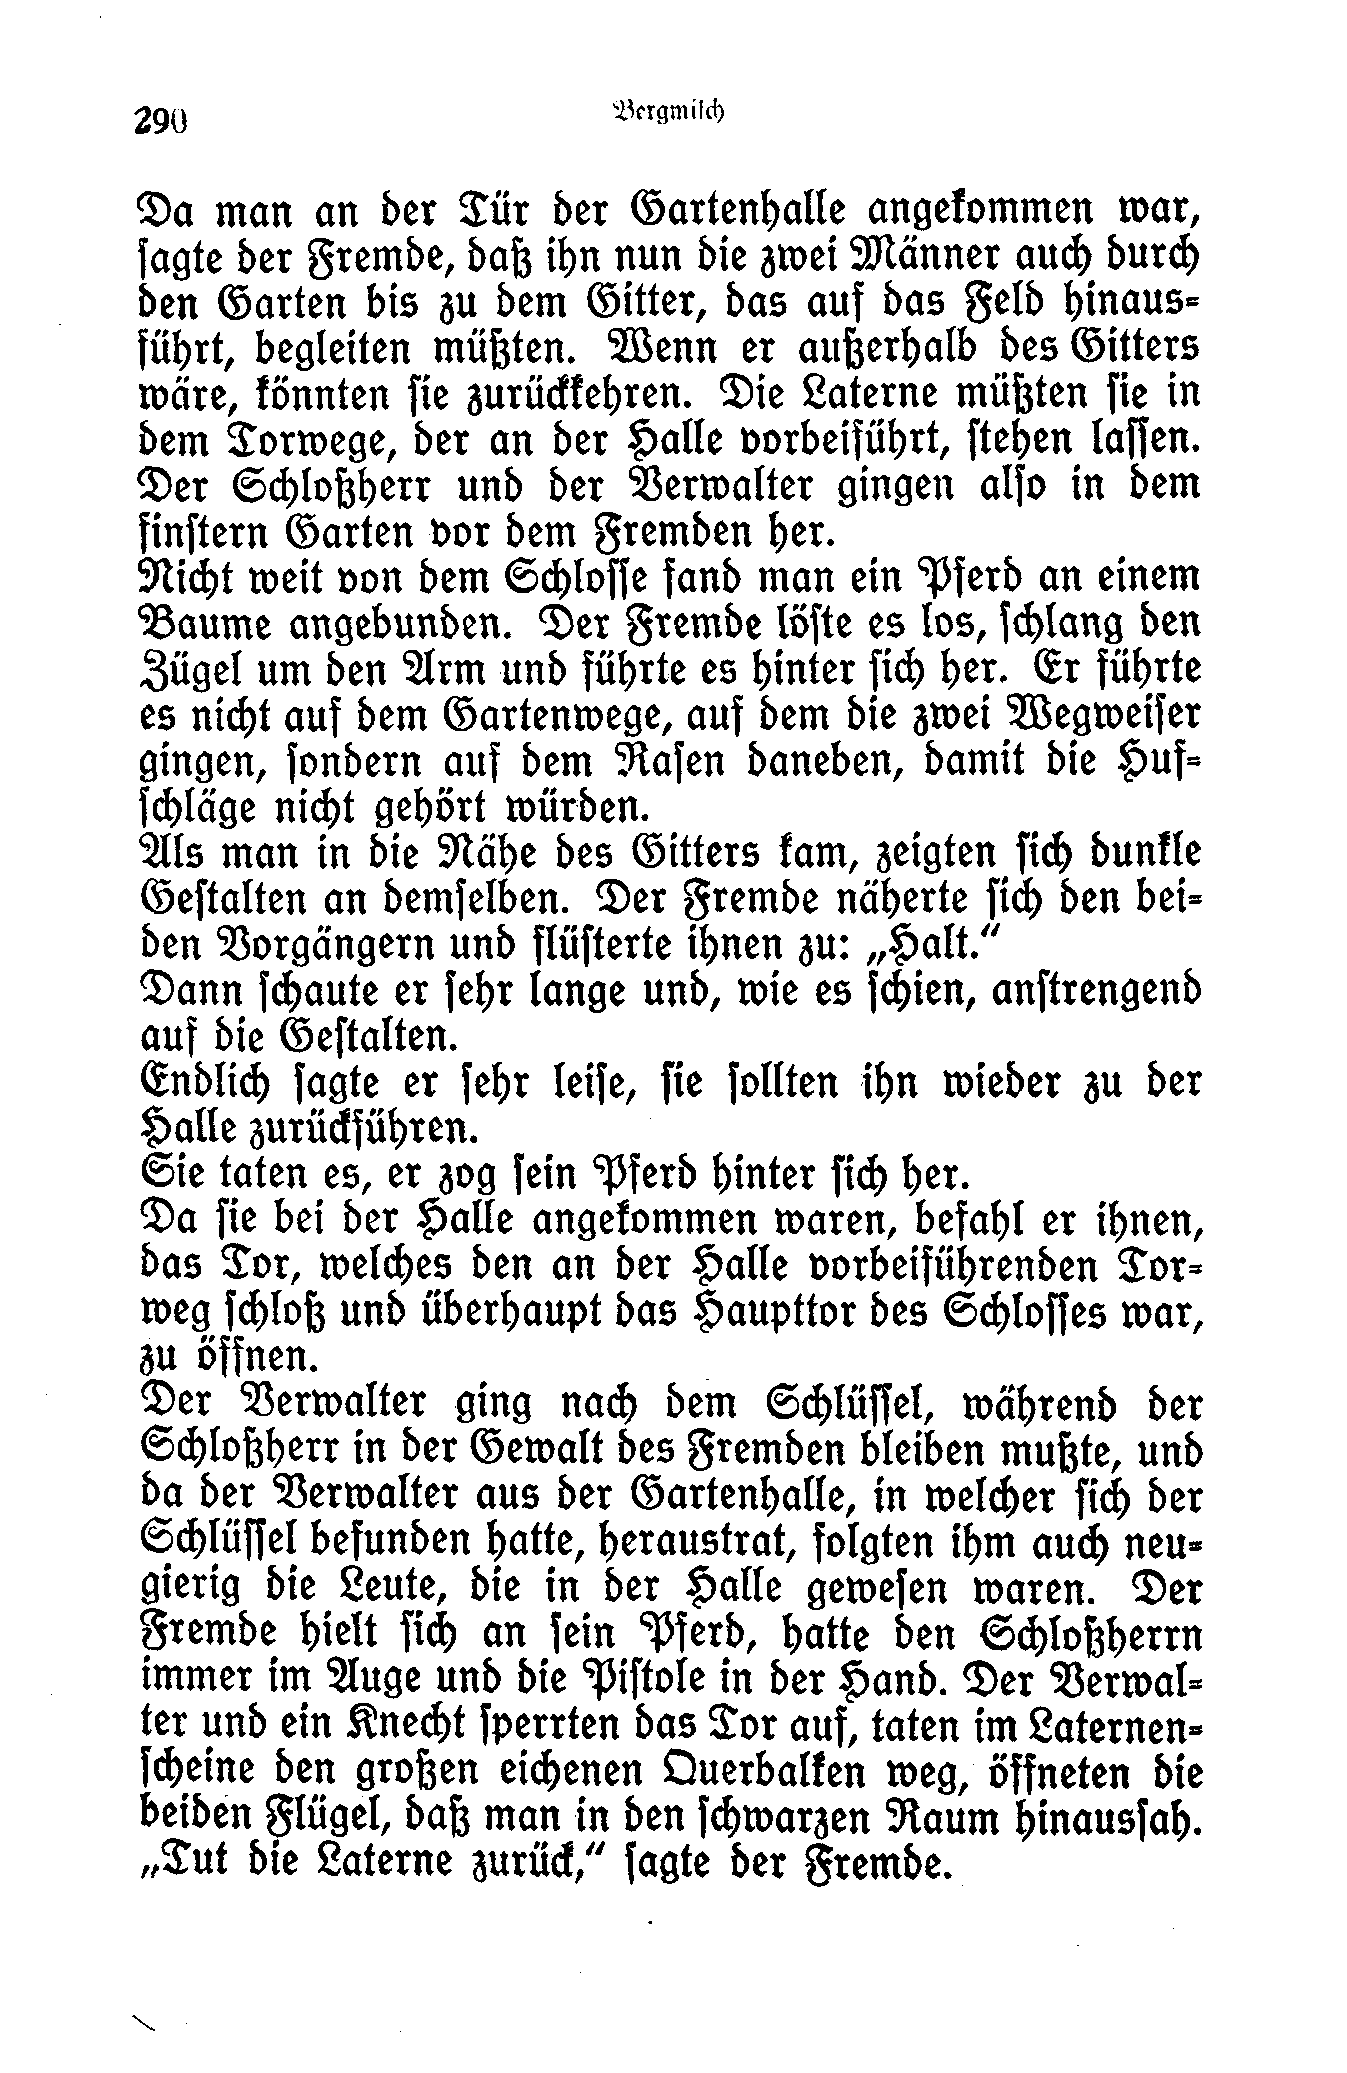 290
Bergmilch
Da man an der Tür der Gartenhalle angekommen war,
sagte der Fremde, daß ihn nun die zwei Männer auch durch
den Garten bis zu dem Gitter, das auf das Feld hinaus-
führt, begleiten müßten. Wenn er außerhalb des Gitters
wäre, könnten sie zurückkehren. Die Laterne müßten sie in
dem Torwege, der an der Halle vorbeiführt, stehen lassen.
Der Schloßherr und der Verwalter gingen also in dem
finstern Garten vor dem Fremden her.
Nicht weit von dem Schlosse fand man ein Pferd an einem
Baume angebunden. Der Fremde löste es los, schlang den
Zügel um den Arm und führte es hinter sich her. Er führte
es nicht auf dem Gartenwege, auf dem die zwei Wegweiser
gingen, sondern auf dem Rasen daneben, damit die Huf-
schläge nicht gehört würden.
Als man in die Nähe des Gitters kam, zeigten sich dunkle
Gestalten an demselben. Der Fremde näherte sich den bei-
den Vorgängern und flüsterte ihnen zu: „Halt.“
Dann schaute er sehr lange und, wie es schien, anstrengend
auf die Gestalten.
Endlich sagte er sehr leise, sie sollten ihn wieder zu der
Halle zurückführen.
Sie taten es, er zog sein Pferd hinter sich her.
Da sie bei der Halle angekommen waren, befahl er ihnen,
das Tor, welches den an der Halle vorbeiführenden Tor-
weg schloß und überhaupt das Haupttor des Schlosses war,
zu öffnen.
Der Verwalter ging nach dem Schlüssel, während der
Schloßherr in der Gewalt des Fremden bleiben mußte, und
da der Verwalter aus der Gartenhalle, in welcher sich der
Schlüssel befunden hatte, heraustrat, folgten ihm auch neu-
gierig die Leute, die in der Halle gewesen waren. Der
Fremde hielt sich an sein Pferd, hatte den Schloßherrn
immer im Auge und die Pistole in der Hand. Der Verwal-
ter und ein Knecht sperrten das Tor auf, taten im Laternen-
scheine den großen eichenen Querbalken weg, öffneten die
beiden Flügel, daß man in den schwarzen Raum hinaussah.
„Tut die Laterne zurück,“ sagte der Fremde.